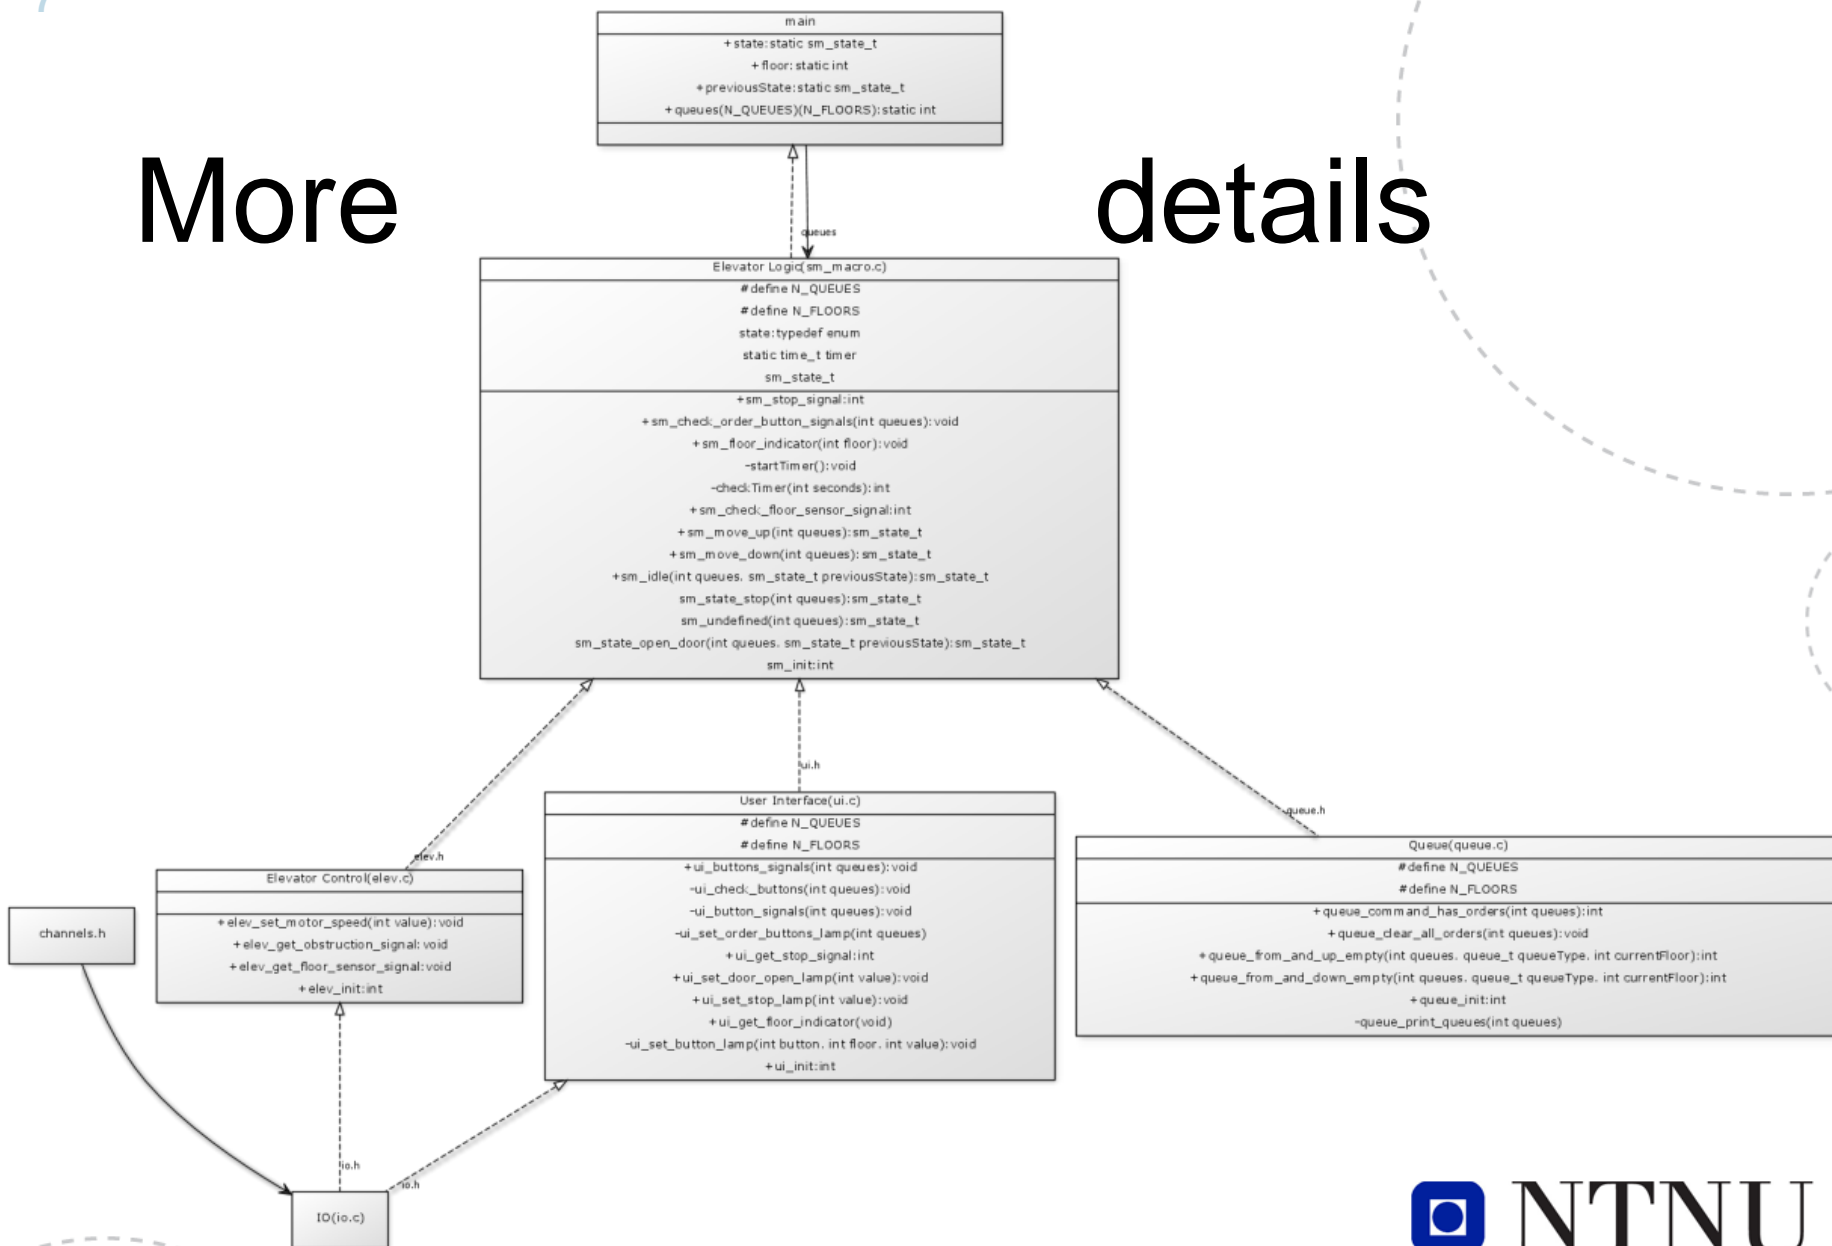 7
main
+state:static sm_state_t
+floor:static int
+previousState:static sm_state_t
+queues(N_QUEUES)(N_FLOORS):static int
More details
queues
Elevator Logic(sm_macro.c)
#define N_QUEUES
#define N_FLOORS
state:typedef enum
static time_t timer
sm_state_t
+sm_stop_signal:int
+sm_check_order_button_signals(int queues):void
+sm_floor_indicator(int floor):void
-startTimer():void
-checkTimer(int seconds):int
+sm_check_floor_sensor_signal:int
+sm_move_up(int queues):sm_state_t
+sm_move_down(int queues):sm_state_t
+sm_idle(int queues. sm_state_t previousState):sm_state_t
sm_state_stop(int queues):sm_state_t
sm_undefined(int queues):sm_state_t
sm_state_open_door(int queues. sm_state_t previousState):sm_state_t
sm_init:int
ui.h
queue.h
elev.h
User Interface(ui.c)
#define N_QUEUES
#define N_FLOORS
+ui_buttons_signals(int queues):void
-ui_check_buttons(int queues):void
-ui_button_signals(int queues):void
-ui_set_order_buttons_lamp(int queues)
+ui_get_stop_signal:int
+ui_set_door_open_lamp(int value):void
+ui_set_stop_lamp(int value):void
+ui_get_floor_indicator(void)
-ui_set_button_lamp(int button. int floor. int value):void
+ui_init:int
Queue(queue.c)
#define N_QUEUES
#define N_FLOORS
+queue_command_has_orders(int queues):int
+queue_clear_all_orders(int queues):void
+queue_from_and_up_empty(int queues. queue_t queueType. int currentFloor):int
+queue_from_and_down_empty(int queues. queue_t queueType. int currentFloor):int
+queue_init:int
-queue_print_queues(int queues)
Elevator Control(elev.c)
+elev_set_motor_speed(int value):void
+elev_get_obstruction_signal:void
+elev_get_floor_sensor_signal:void
+elev_init:int
channels.h
io.h
io.h
IO(io.c)
NTNU